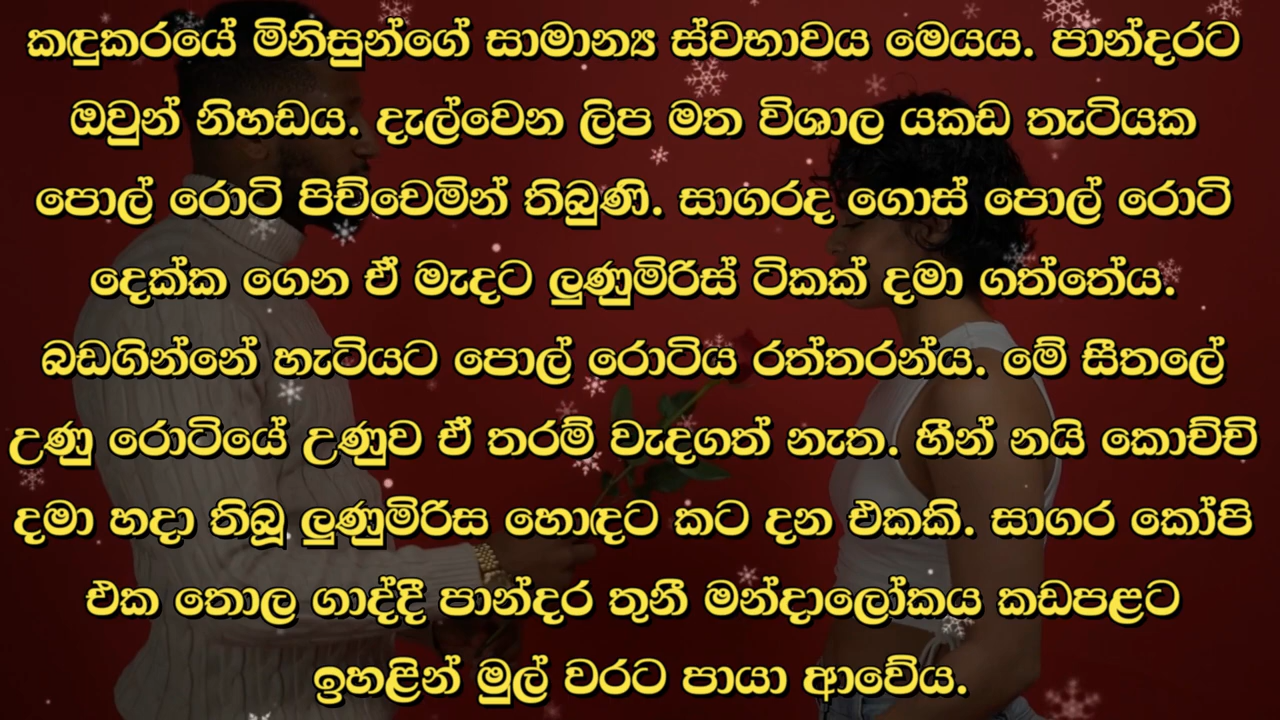 කඳුකරයේ මිනිසුන්ගේ සාමාන්‍ය ස්වභාවය මෙයය. පාන්දරට
ඔවුන් නිහඩය. දැල්වෙන ලිප මත විශාල යකඩ තැටියක
පොල් රොටි පිච්චෙමින් තිබුණි. සාගරද ගොස් පොල් රොටි
දෙක්ක ගෙන ඒ මැදට ලුණුමිරිස් ටිකක් දමා ගත්තේය.
බඩගින්නේ හැටියට පොල් රොටිය රත්තරන්ය. මේ සීතලේ
උණු රොටියේ උණුව ඒ තරම් වැදගත් නැත. හීන් නයි කොච්චි
දමා හදා තිබූ ලුණුමිරිස හොඳට කට දන එකකි. සාගර කෝපි
එක තොල ගාද්දී පාන්දර තුනී මන්දාලෝකය කඩපළට
ඉහළින් මුල් වරට පායා ආවේය.